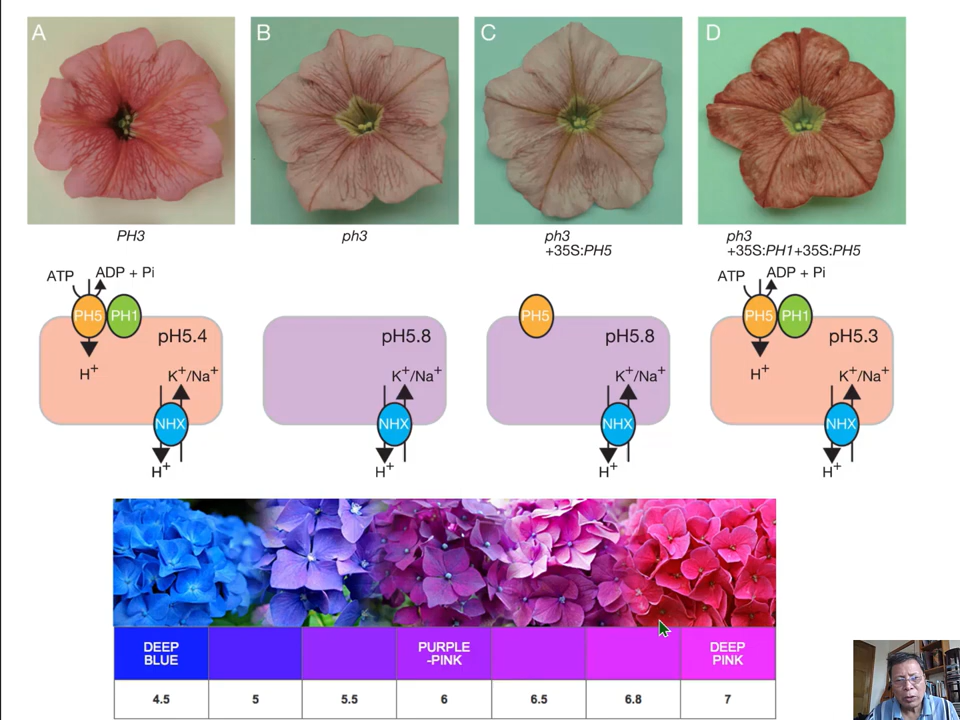 A
B
C
D
PH3
ph3
ph3
+35S:PH5
ph3
+35S:PH1+35S:PH5
ATP
ADP + Pi
PH5
PH1
pH5.4
H+
K+/Na+
NHX
H+
pH5.8
K+/Na+
NHX
H+
PH5
pH5.8
K+/Na+
NHX
H+
ATP
ADP + Pi
PH5
PH1
pH5.3
H+
K+/Na+
NHX
H+
DEEP
BLUE
PURPLE
-PINK
DEEP
PINK
4.5
5
5.5
6
6.5
6.8
7